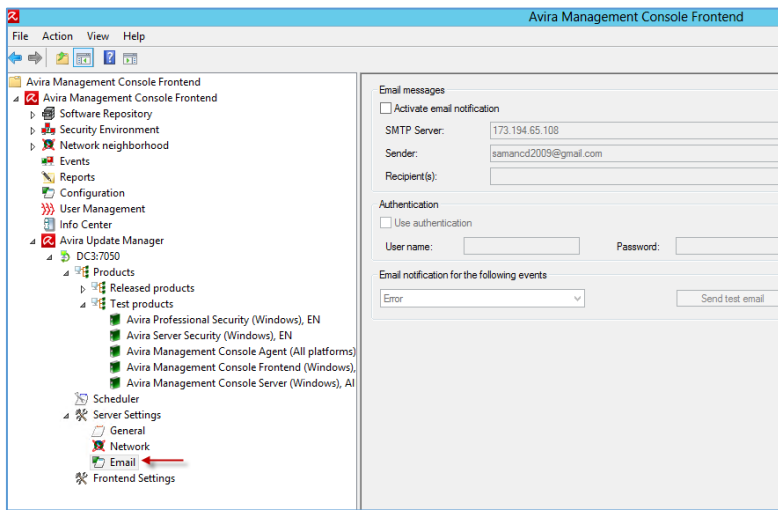 Avira Management Console Frontend
File Action View Help
Avira Management Console Frontend
Avira Management Console Frontend
Software Repository
Security Environment
Network neighborhood
Events
Reports
Configuration
User Management
Info Center
Avira Update Manager
DC3:7050
Products
Released products
Test products
Avira Professional Security (Windows), EN
Avira Server Security (Windows), EN
Avira Management Console Agent (All platforms)
Avira Management Console Frontend (Windows),
Avira Management Console Server (Windows), Al
Scheduler
Server Settings
General
Network
Email
Frontend Settings
Email messages
Activate email notification
SMTP Server: 173.194.65.108
Sender: samancd2009@gmail.com
Recipient(s):
Authentication
Use authentication
User name: Password:
Email notification for the following events
Error Send test email